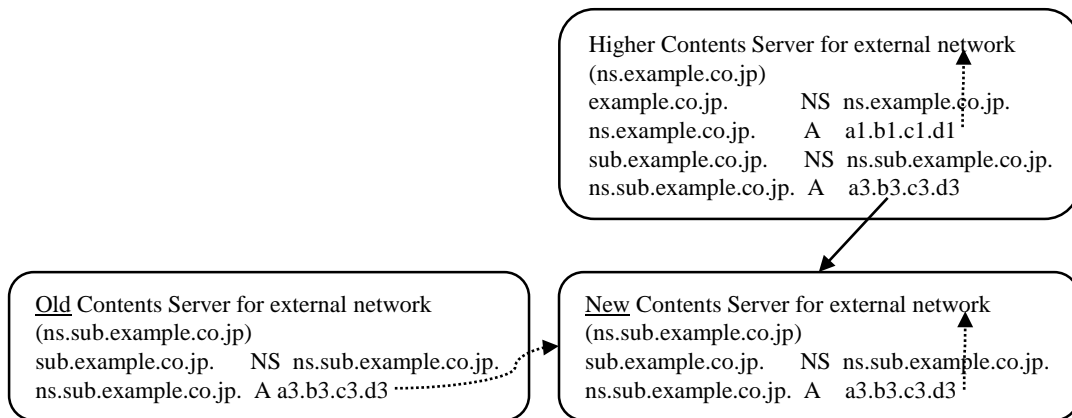 Higher Contents Server for external network
(ns.example.co.jp)
example.co.jp. NS ns.example.co.jp.
ns.example.co.jp. A a1.b1.c1.d1
sub.example.co.jp. NS ns.sub.example.co.jp.
ns.sub.example.co.jp. A a3.b3.c3.d3
Old Contents Server for external network
(ns.sub.example.co.jp)
sub.example.co.jp. NS ns.sub.example.co.jp.
ns.sub.example.co.jp. A a3.b3.c3.d3
New Contents Server for external network
(ns.sub.example.co.jp)
sub.example.co.jp. NS ns.sub.example.co.jp.
ns.sub.example.co.jp. A a3.b3.c3.d3